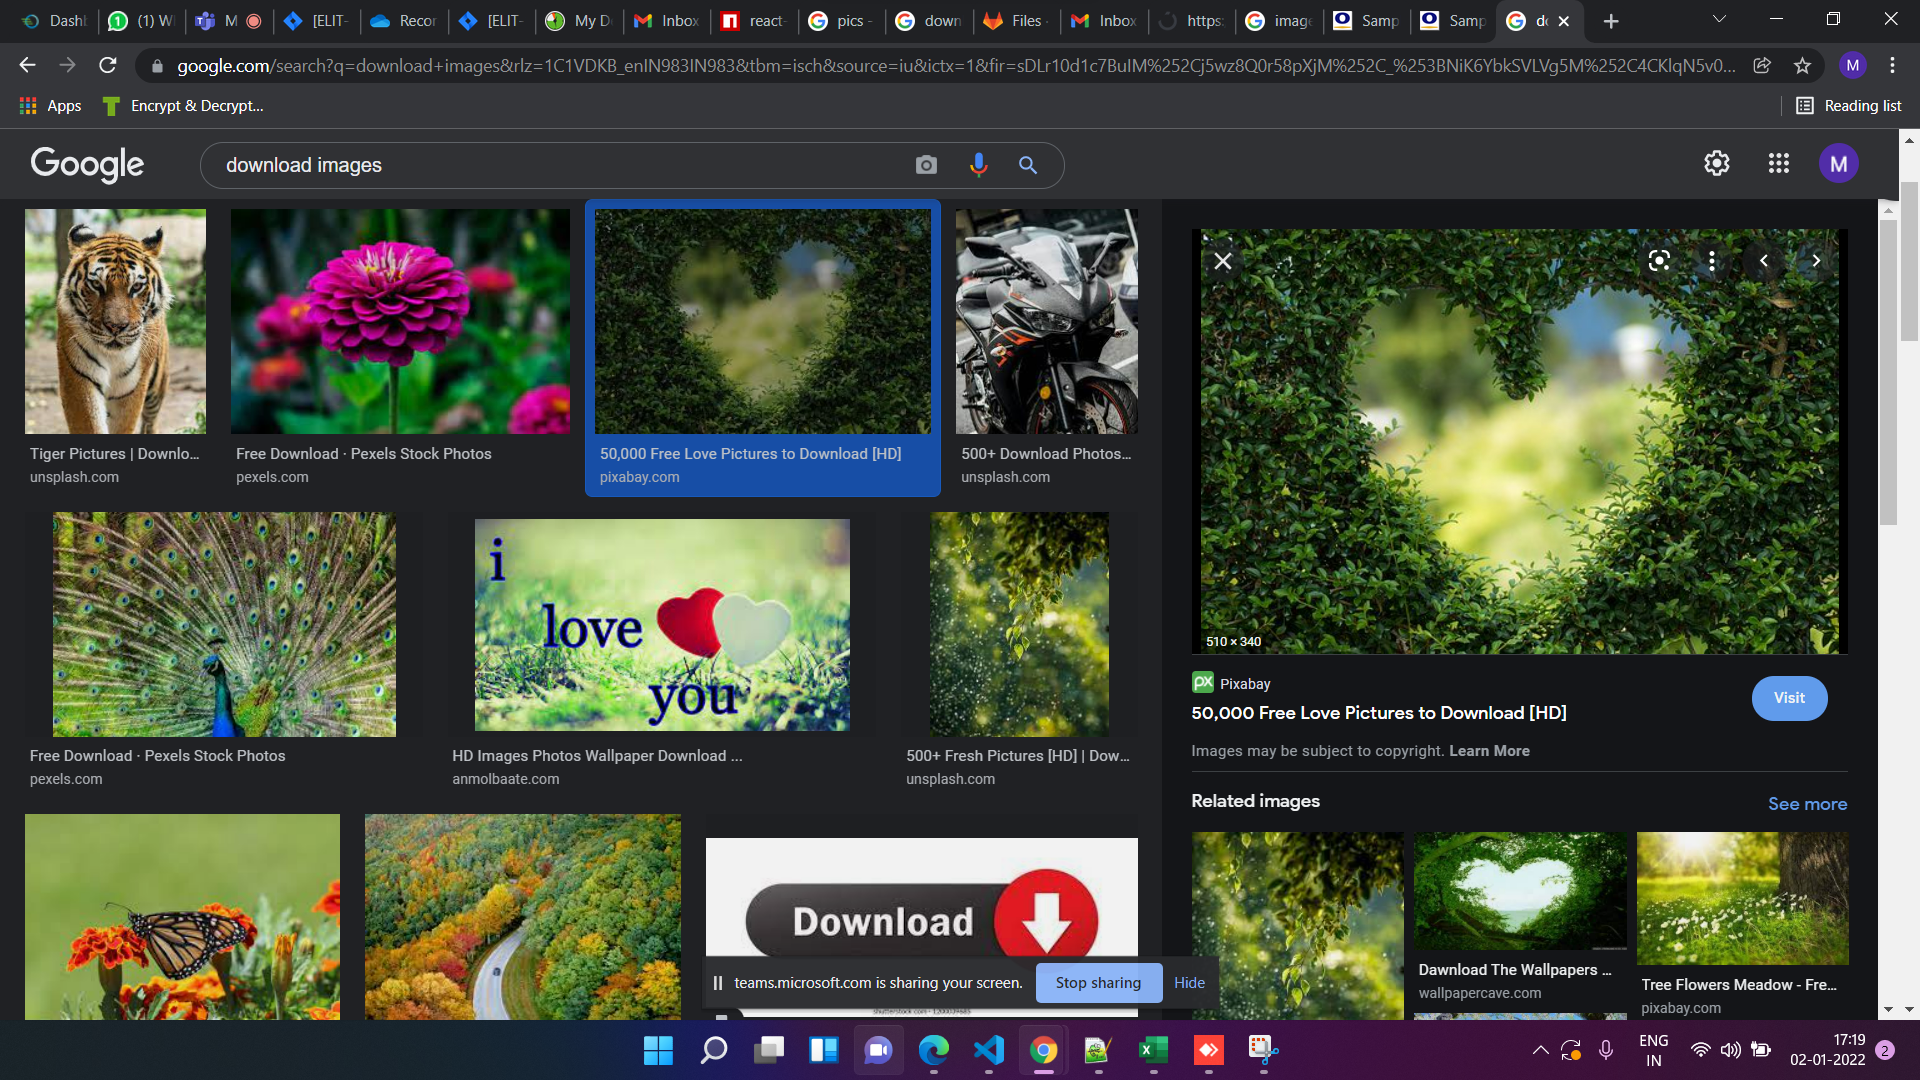 Dashb
(1) W
M
[ELIT-
Recor
[ELIT-
My D
Inbox
react-
pics -
down
Files
Inbox
https:
image
Samp
Samp
do
google.com/search?q=download+images&rlz=1C1VDKB_enIN983IN983&tbm=isch&source=iu&ictx=1&fir=sDLr10d1c7BuIM%252Cj5wz8Q0r58pXjM%252C_%253BNiK6YbkSVLVg5M%252C4CKlqN5v0...
M
Apps
Encrypt & Decrypt...
Reading list
Google
download images
M
Tiger Pictures | Downlo...
unsplash.com
Free Download · Pexels Stock Photos
pexels.com
50,000 Free Love Pictures to Download [HD]
pixabay.com
500+ Download Photos...
unsplash.com
i
love
you
Free Download · Pexels Stock Photos
pexels.com
HD Images Photos Wallpaper Download ...
anmolbaate.com
500+ Fresh Pictures [HD] | Dow...
unsplash.com
Download
510 × 340
px Pixabay
50,000 Free Love Pictures to Download [HD]
Visit
Images may be subject to copyright. Learn More
Related images
See more
Dawnload The Wallpapers ...
wallpapercave.com
Tree Flowers Meadow - Fre...
pixabay.com
teams.microsoft.com is sharing your screen.
Stop sharing
Hide
ENG
IN
17:19
02-01-2022
2